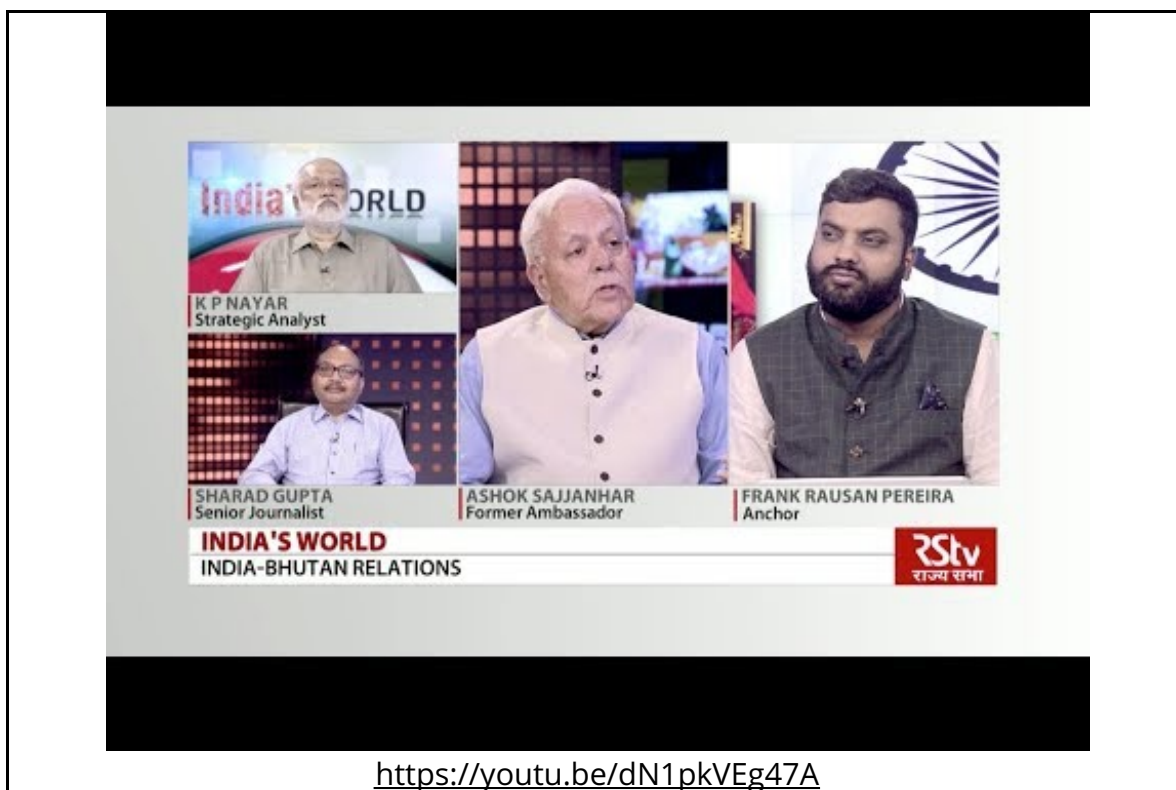 India's WORLD
K P NAYAR
Strategic Analyst
SHARAD GUPTA
Senior Journalist
ASHOK SAJJANHAR
Former Ambassador
FRANK RAUSAN PEREIRA
Anchor
INDIA'S WORLD
INDIA-BHUTAN RELATIONS
RStv
राज्य सभा
https://youtu.be/dN1pkVEg47A